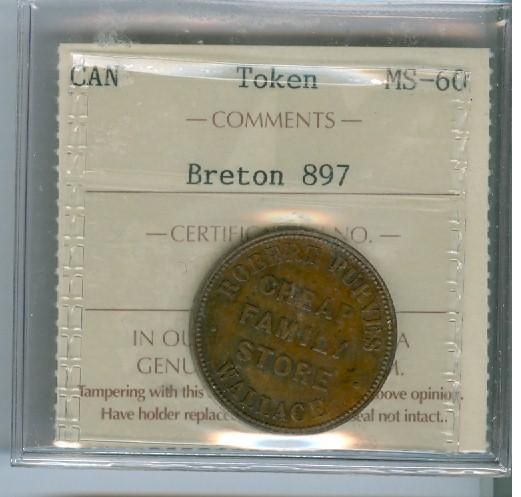 CAN Token MS-60
— COMMENTS —
Breton 897
— CERTIFIC NO. —
IN OU A
GENU M.
Tampering with this bove opinion.
Have holder replace eal not intact..
ROBERT PURVES
CHEAP
FAMILY
STORE
WALLACE